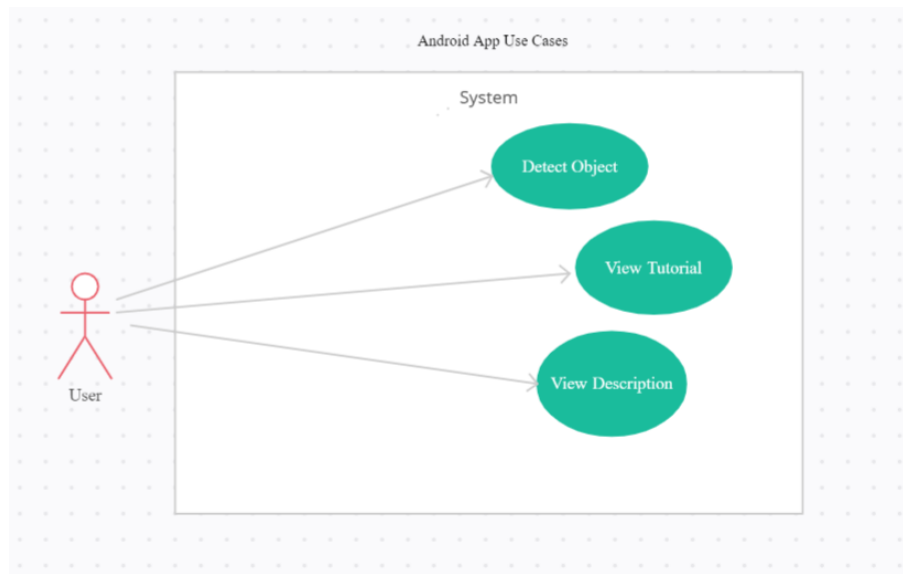 Android App Use Cases
System
Detect Object
View Tutorial
View Description
User